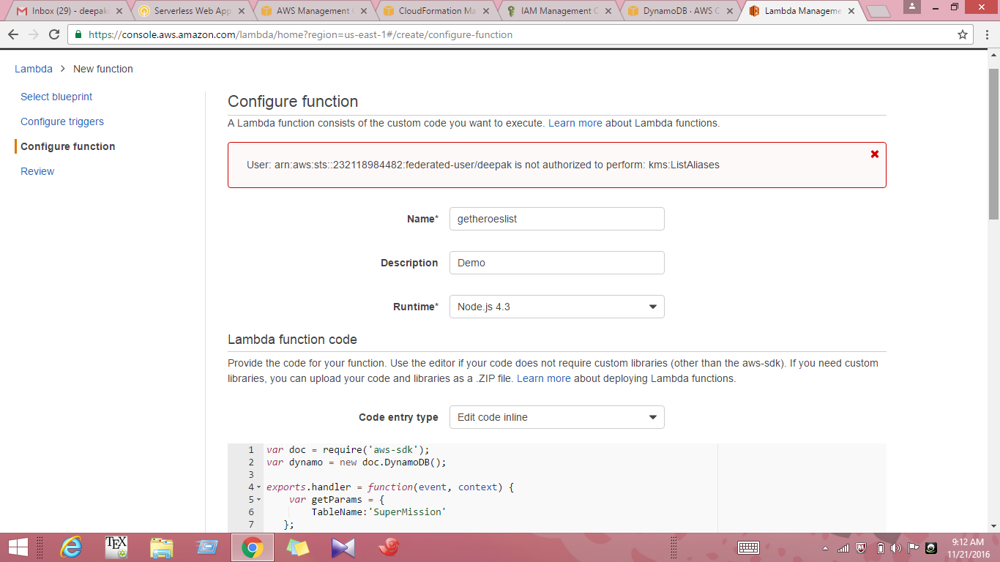 Inbox (29) - deepak
Serverless Web App
AWS Management C
CloudFormation Ma
IAM Management C
DynamoDB · AWS C
Lambda Manageme
https://console.aws.amazon.com/lambda/home?region=us-east-1#/create/configure-function
Lambda > New function
Select blueprint
Configure triggers
Configure function
Review
Configure function
A Lambda function consists of the custom code you want to execute. Learn more about Lambda functions.
User: arn:aws:sts::232118984482:federated-user/deepak is not authorized to perform: kms:ListAliases
Name* getheroeslist
Description Demo
Runtime* Node.js 4.3
Lambda function code
Provide the code for your function. Use the editor if your code does not require custom libraries (other than the aws-sdk). If you need custom
libraries, you can upload your code and libraries as a .ZIP file. Learn more about deploying Lambda functions.
Code entry type Edit code inline
1 var doc = require('aws-sdk');
2 var dynamo = new doc.DynamoDB();
3
4 exports.handler = function(event, context) {
5 var getParams = {
6 TableName:'SuperMission'
7 };
TEX
9:12 AM
11/21/2016